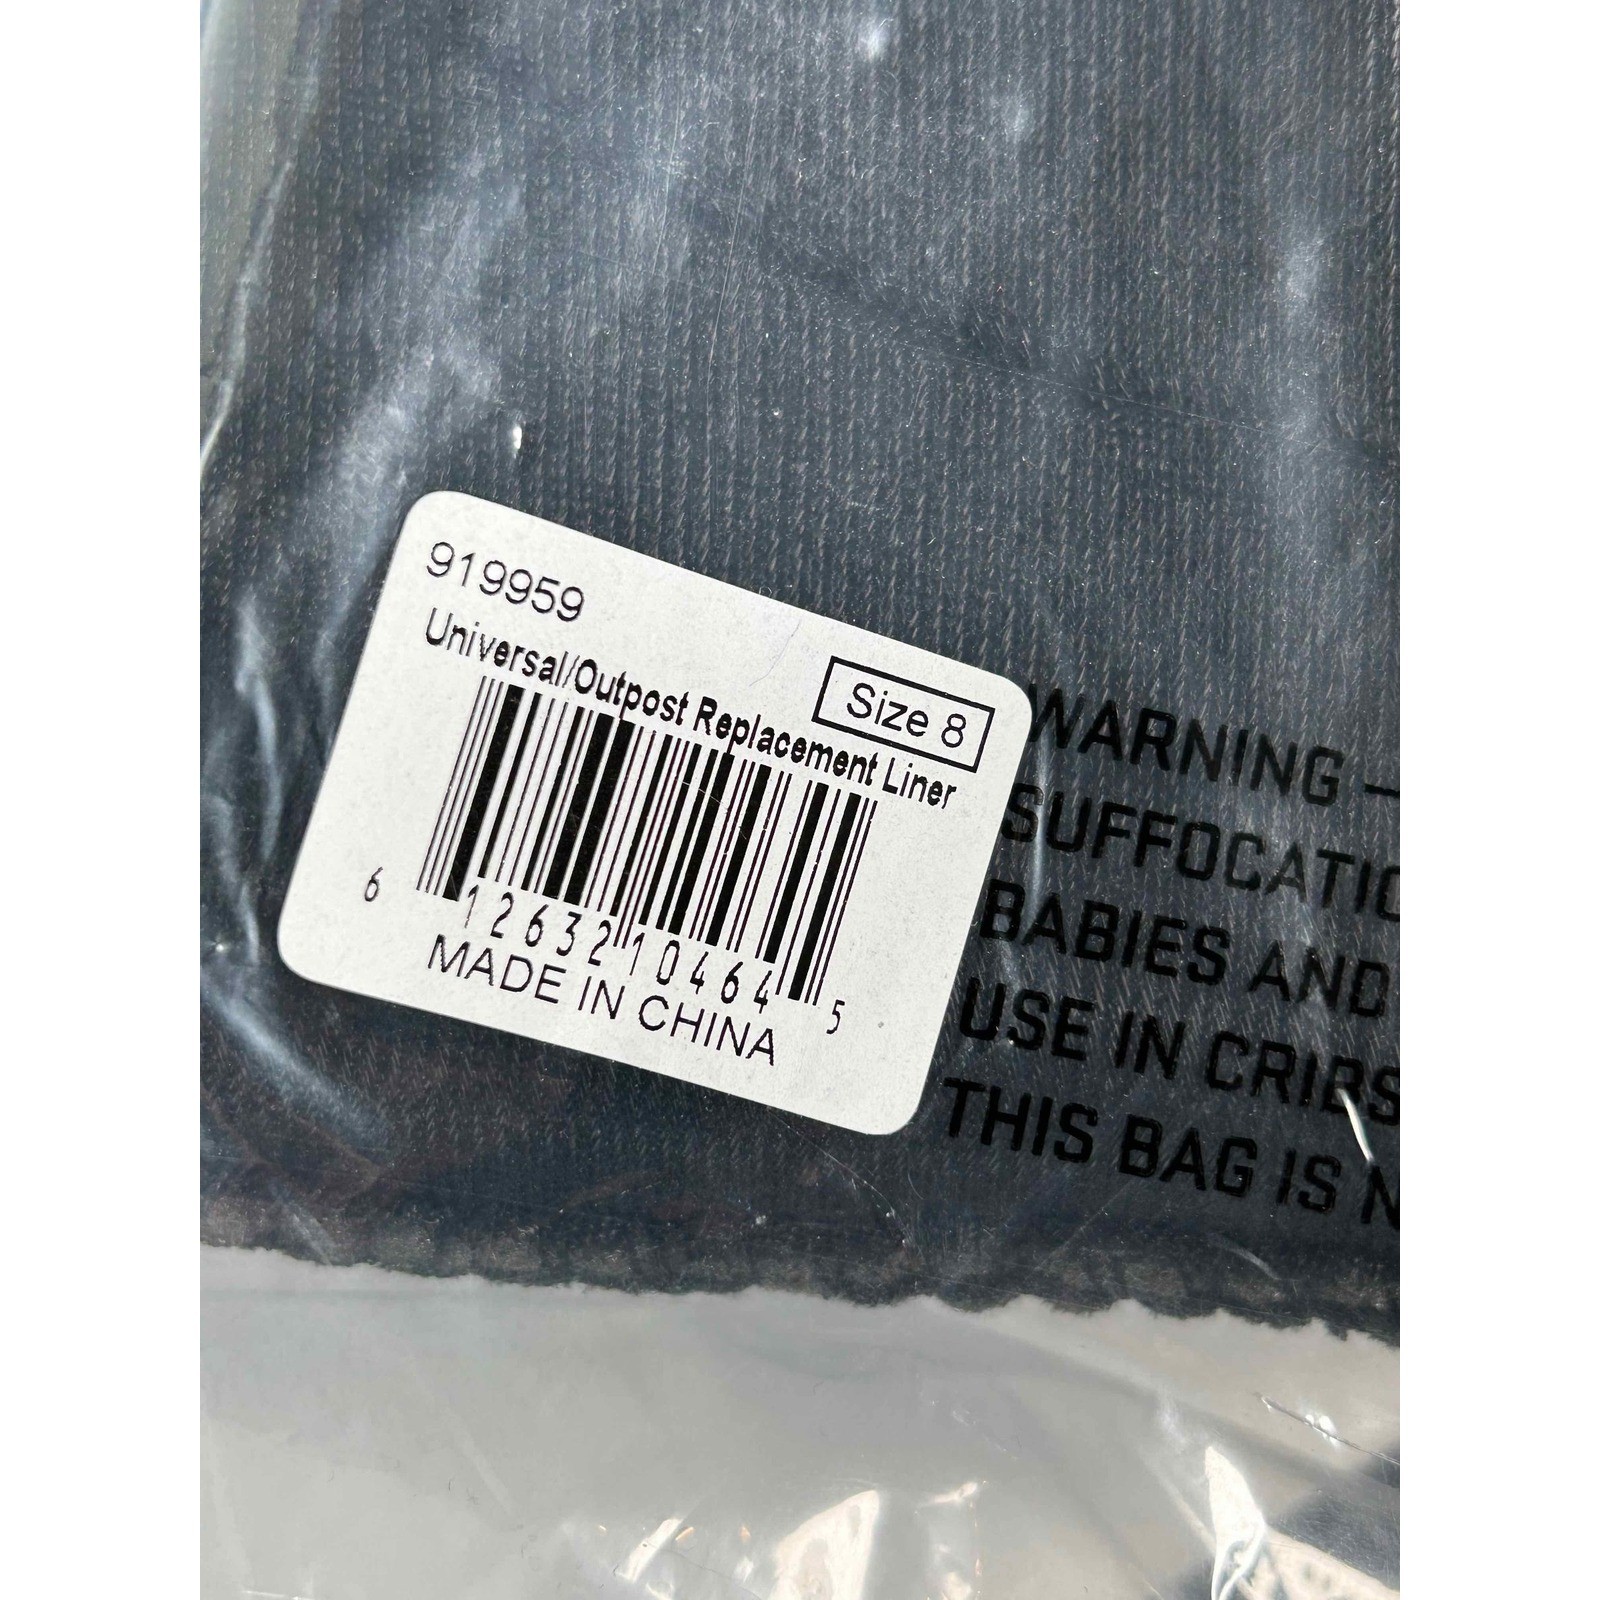 919959
Size 8
Universal/Outpost Replacement Liner
6 12632 10464 5
MADE IN CHINA
WARNING –
SUFFOCATIO
BABIES AND
USE IN CRIBS
THIS BAG IS N